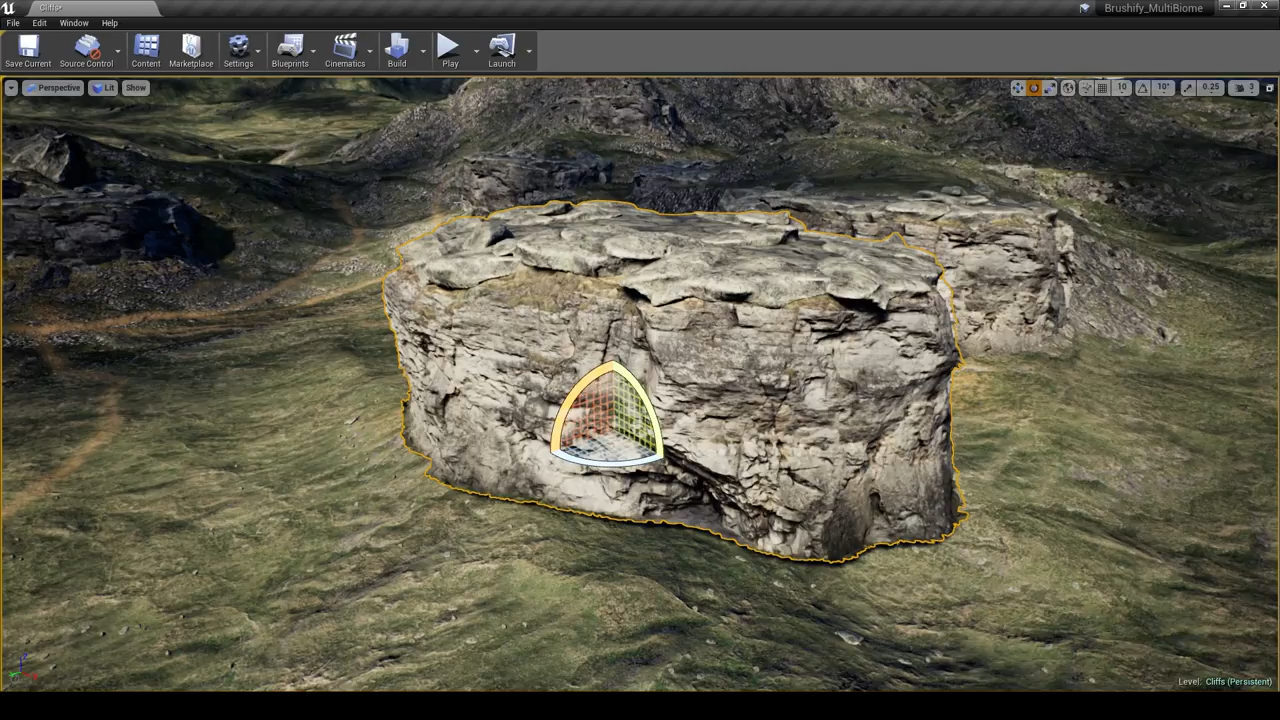 Cliffs•
Brushify_MultiBiome
File Edit Window Help
Save Current Source Control Content Marketplace Settings Blueprints Cinematics Build Play Launch
Perspective Lit Show 10 10° 0.25 3
Level: Cliffs (Persistent)